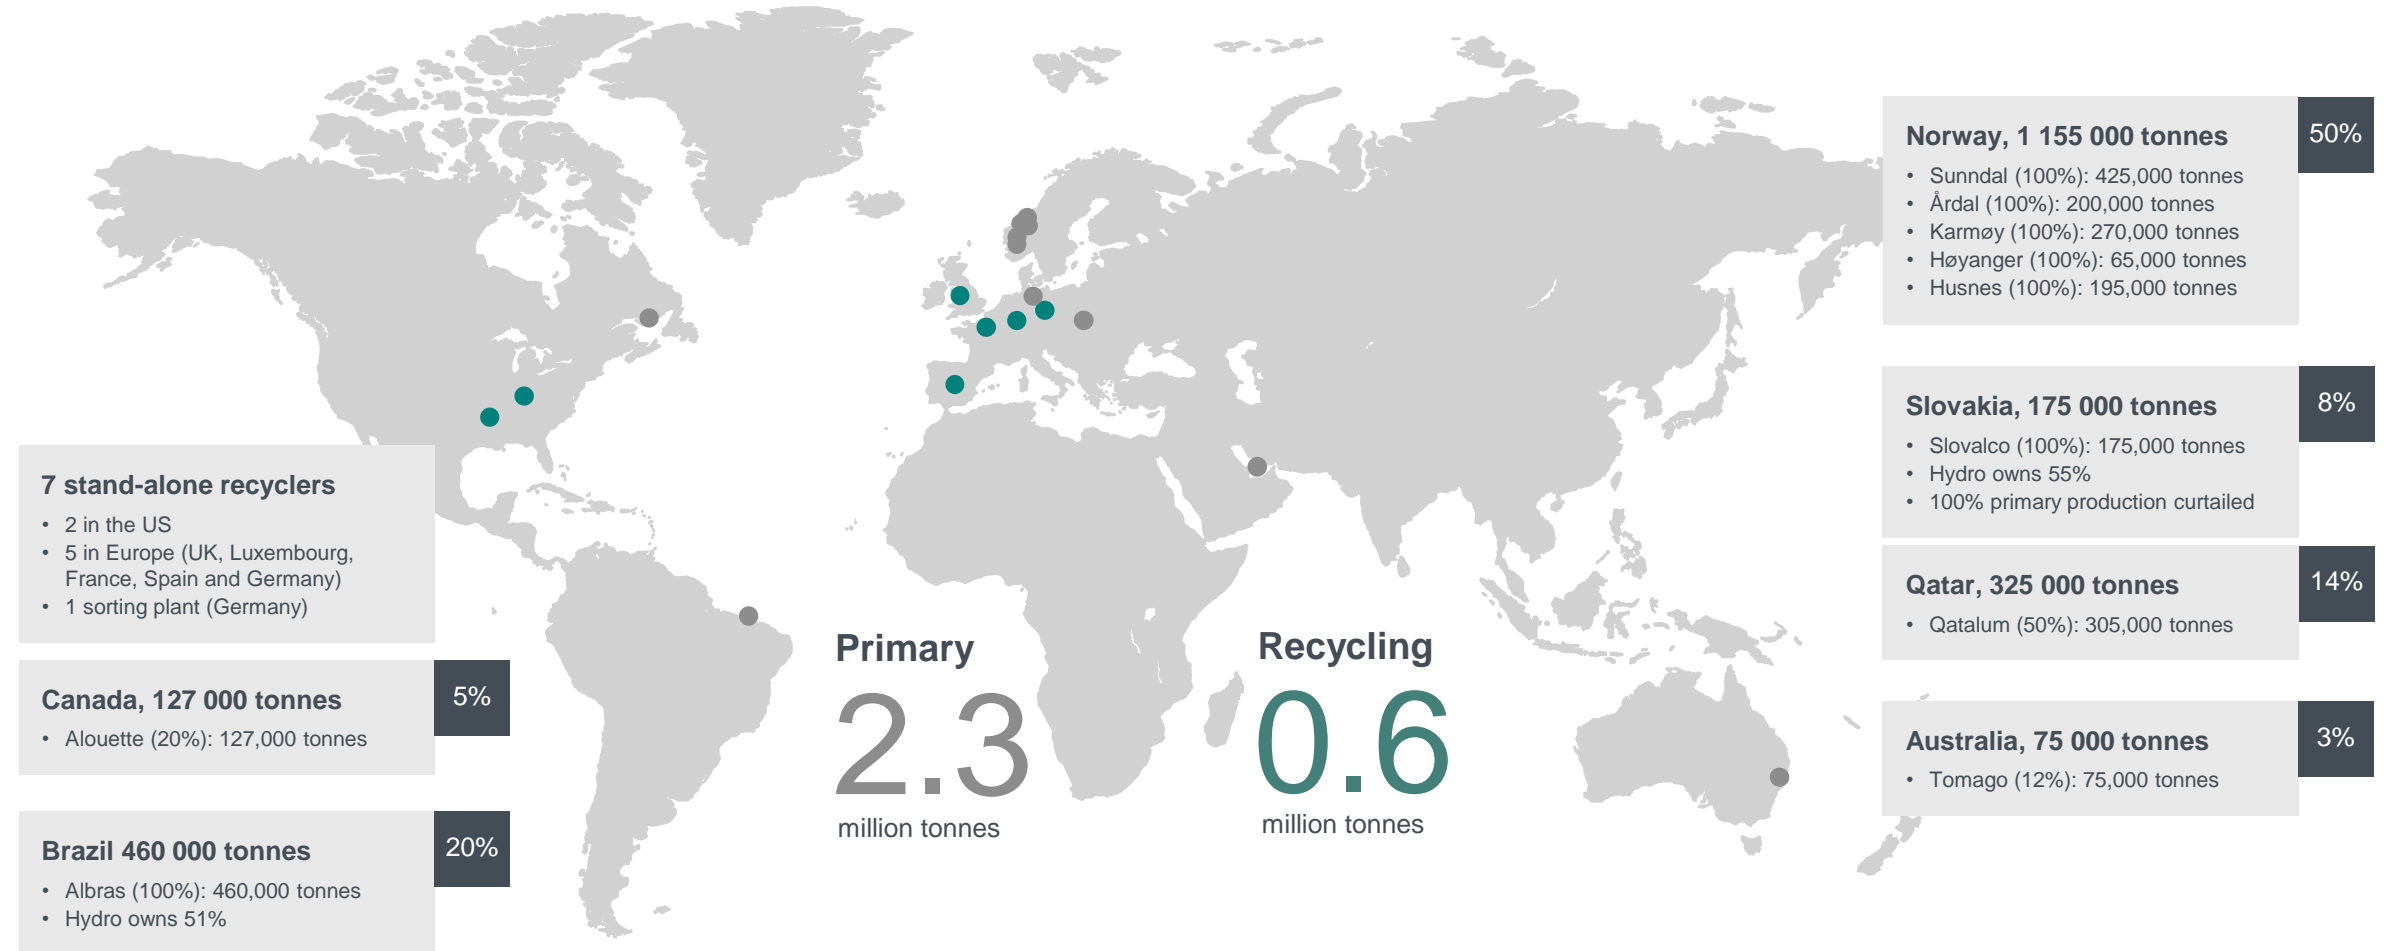 7 stand-alone recyclers
• 2 in the US
• 5 in Europe (UK, Luxembourg,
France, Spain and Germany)
• 1 sorting plant (Germany)
Canada, 127 000 tonnes
5%
• Alouette (20%): 127,000 tonnes
Brazil 460 000 tonnes
20%
• Albras (100%): 460,000 tonnes
• Hydro owns 51%
Primary
2.3
million tonnes
Recycling
0.6
million tonnes
Norway, 1 155 000 tonnes
50%
• Sunndal (100%): 425,000 tonnes
• Årdal (100%): 200,000 tonnes
• Karmøy (100%): 270,000 tonnes
• Høyanger (100%): 65,000 tonnes
• Husnes (100%): 195,000 tonnes
Slovakia, 175 000 tonnes
8%
• Slovalco (100%): 175,000 tonnes
• Hydro owns 55%
• 100% primary production curtailed
Qatar, 325 000 tonnes
14%
• Qatalum (50%): 305,000 tonnes
Australia, 75 000 tonnes
3%
• Tomago (12%): 75,000 tonnes